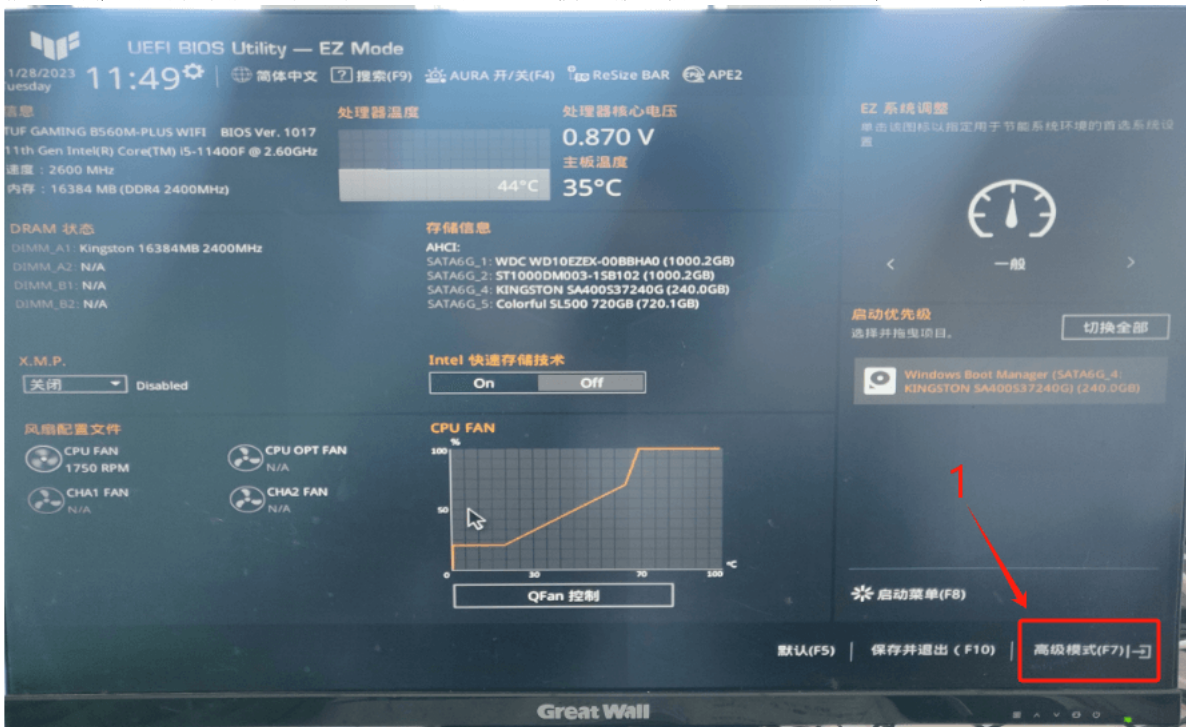 UEFI BIOS Utility — EZ Mode
1/28/2023
uesday
11:49
简体中文
?
搜索(F9)
AURA 开/关(F4)
ReSize BAR
APE2
信息
TUF GAMING B560M-PLUS WIFI BIOS Ver. 1017
11th Gen Intel(R) Core(TM) i5-11400F @ 2.60GHz
速度：2600 MHz
内存：16384 MB (DDR4 2400MHz)
处理器温度
44°C
处理器核心电压
0.870 V
主板温度
35°C
EZ 系统调整
单击该图标以指定用于节能系统环境的首选系统设
置
<
一般
>
DRAM 状态
DIMM_A1: Kingston 16384MB 2400MHz
DIMM_A2: N/A
DIMM_B1: N/A
DIMM_B2: N/A
存储信息
AHCI:
SATA6G_1: WDC WD10EZEX-00BBHA0 (1000.2GB)
SATA6G_2: ST1000DM003-1SB102 (1000.2GB)
SATA6G_4: KINGSTON SA400S37240G (240.0GB)
SATA6G_5: Colorful SL500 720GB (720.1GB)
启动优先级
选择并拖曳项目。
切换全部
Windows Boot Manager (SATA6G_4:
KINGSTON SA400S37240G) (240.0GB)
X.M.P.
关闭
Disabled
Intel 快速存储技术
On
Off
风扇配置文件
CPU FAN
1750 RPM
CPU OPT FAN
N/A
CHA1 FAN
N/A
CHA2 FAN
N/A
CPU FAN
%
100
50
0
30
70
100
°C
QFan 控制
1
启动菜单(F8)
默认(F5)
保存并退出（F10)
高级模式(F7)
Great Wall